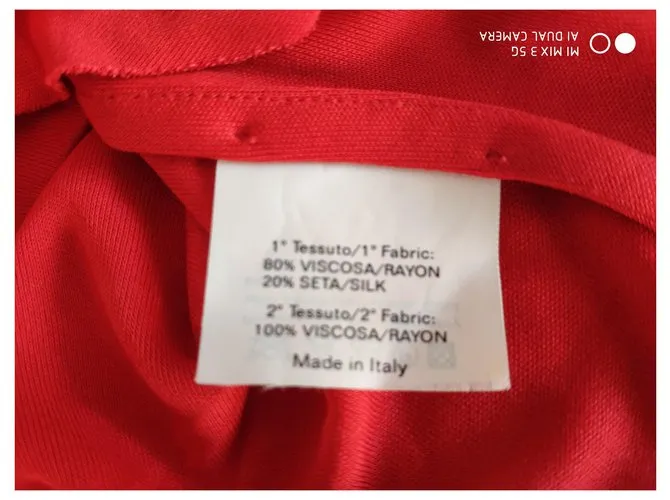 MI MIX 3 5G
AI DUAL CAMERA
1° Tessuto/1° Fabric:
80% VISCOSA/RAYON
20% SETA/SILK
2° Tessuto/2° Fabric:
100% VISCOSA/RAYON
Made in Italy